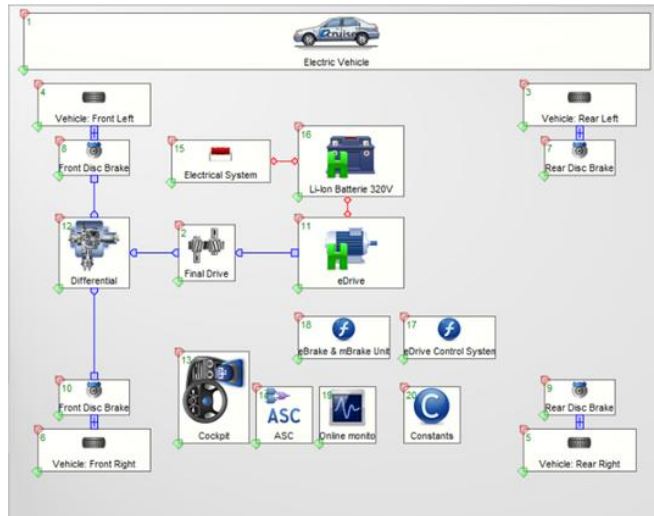 1
cruise
Electric Vehicle
4
Vehicle: Front Left
3
Vehicle: Rear Left
8
Front Disc Brake
15
Electrical System
16
H
Li-Ion Batterie 320V
7
Rear Disc Brake
12
Differential
2
Final Drive
11
H
eDrive
18
eBrake & mBrake Unit
17
eDrive Control System
10
Front Disc Brake
13
Cockpit
14
ASC
ASC
19
Online monito
20
C
Constants
9
Rear Disc Brake
6
Vehicle: Front Right
5
Vehicle: Rear Right